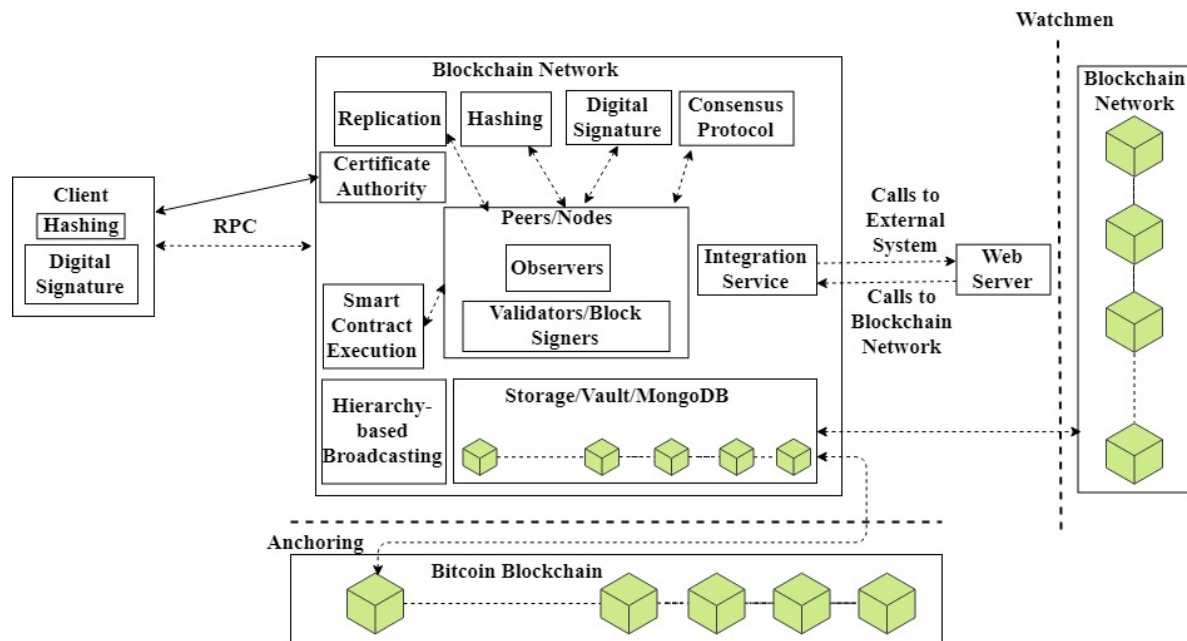 Watchmen
Blockchain Network
Blockchain
Network
Replication
Hashing
Digital
Signature
Consensus
Protocol
Certificate
Authority
Client
Hashing
Digital
Signature
RPC
Peers/Nodes
Observers
Validators/Block
Signers
Integration
Service
Calls to
External
System
Web
Server
Calls to
Blockchain
Network
Smart
Contract
Execution
Hierarchy-
based
Broadcasting
Storage/Vault/MongoDB
Anchoring
Bitcoin Blockchain